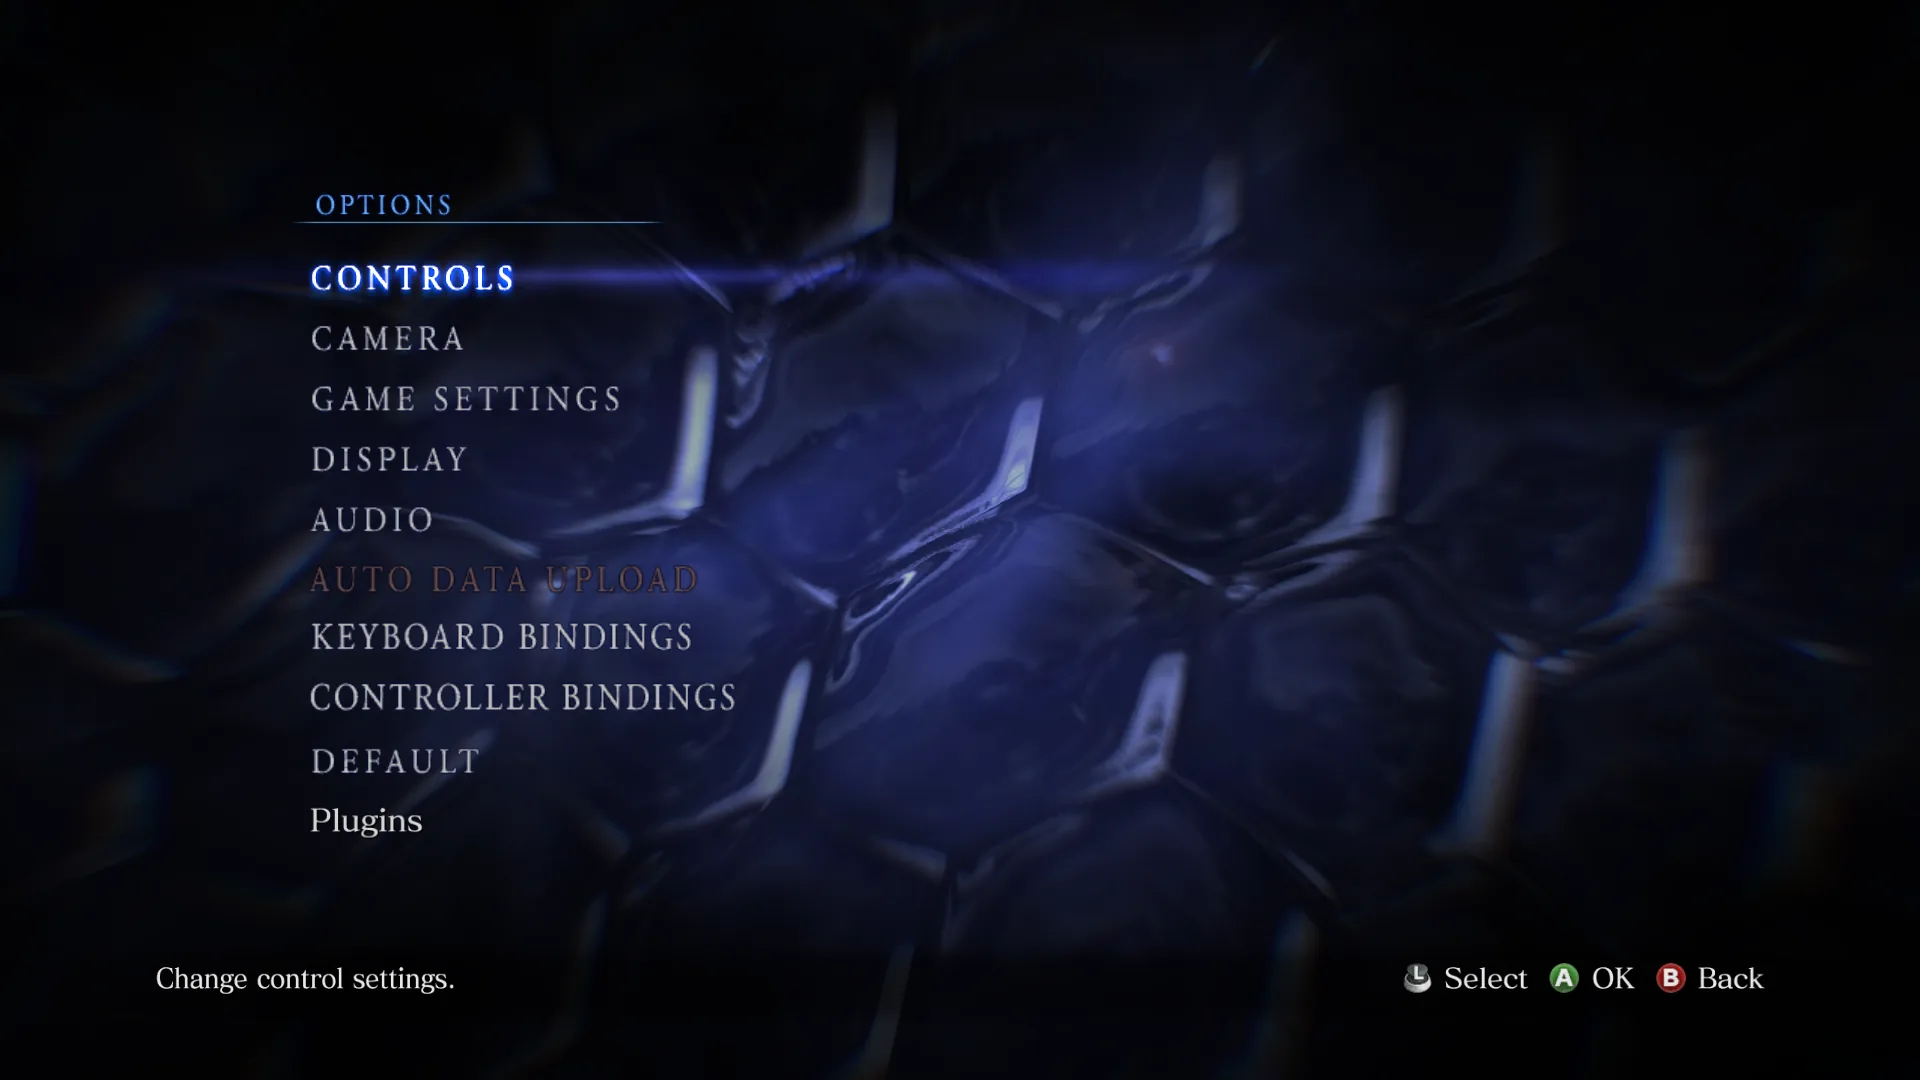 OPTIONS
CONTROLS
CAMERA
GAME SETTINGS
DISPLAY
AUDIO
AUTO DATA UPLOAD
KEYBOARD BINDINGS
CONTROLLER BINDINGS
DEFAULT
Plugins
Change control settings.
L Select A OK B Back